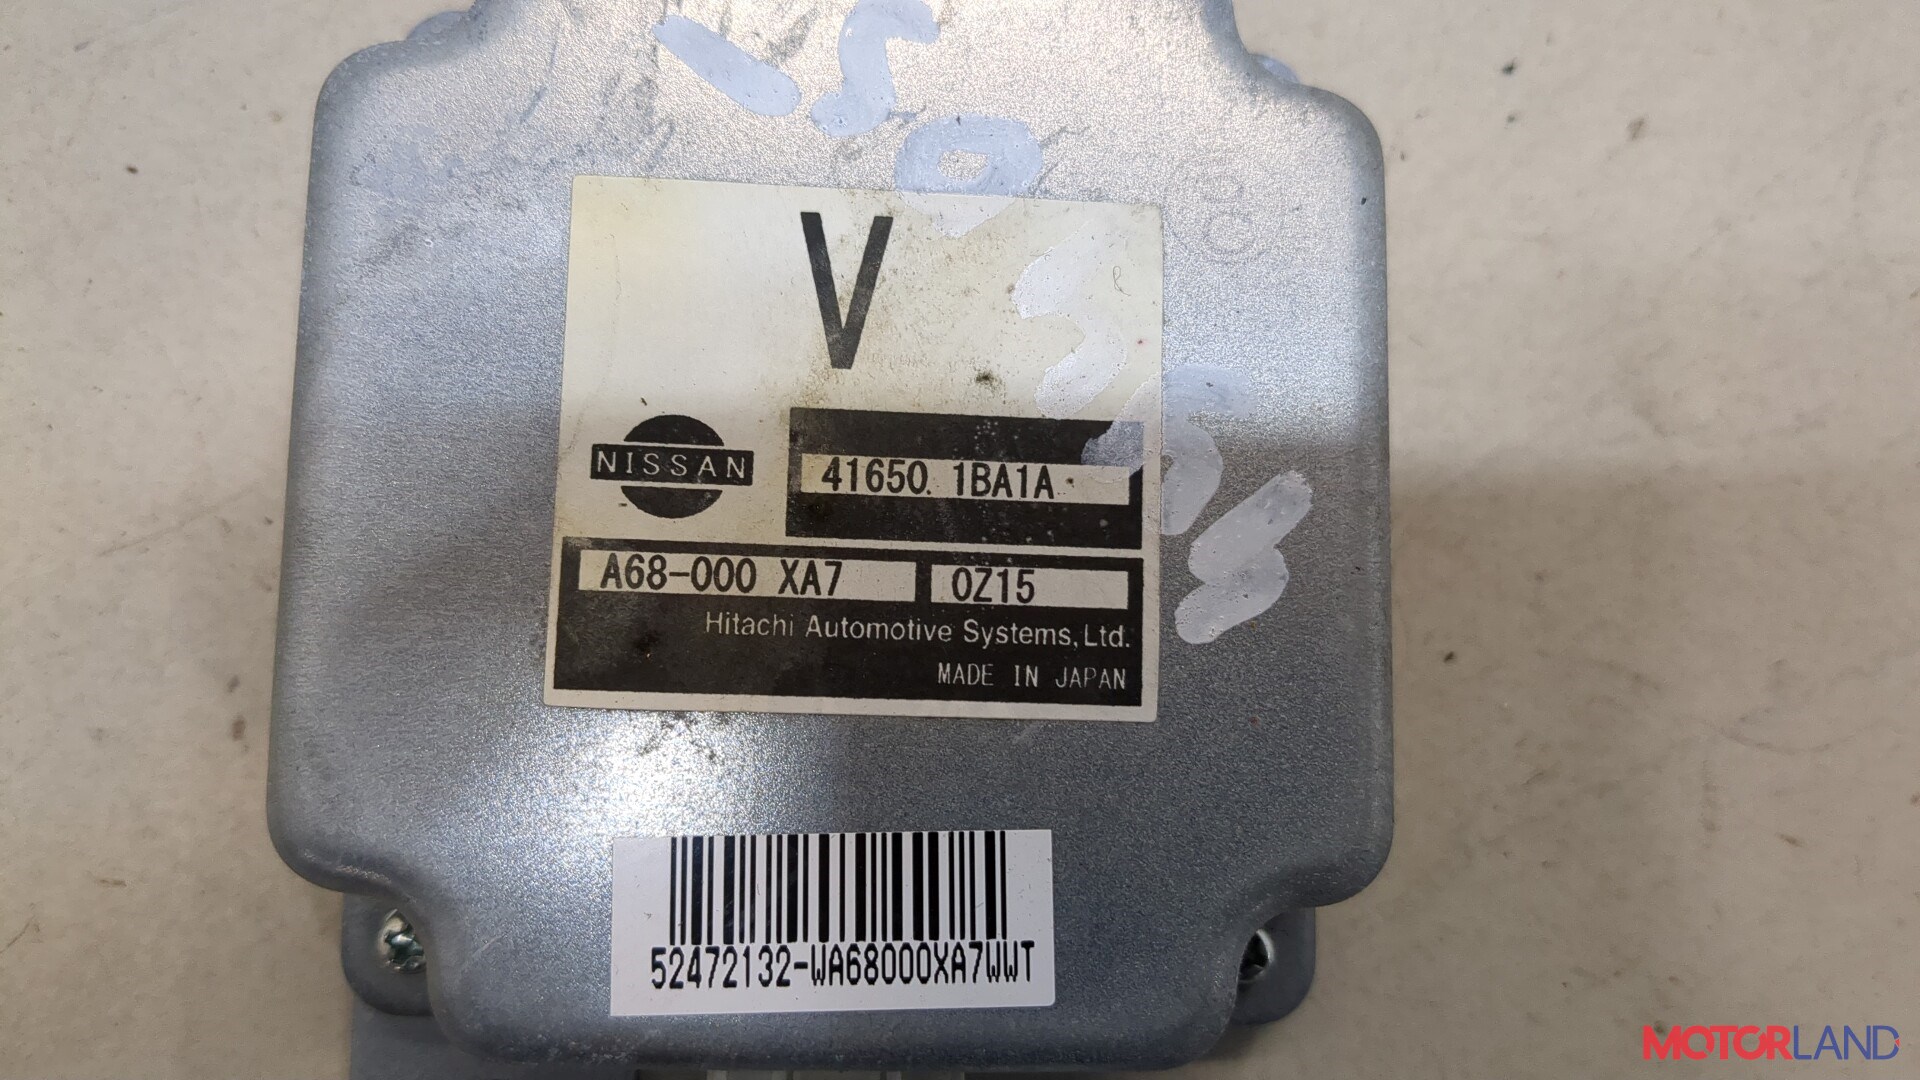 V
NISSAN
41650 1BA1A
A68-000 XA7
0Z15
Hitachi Automotive Systems, Ltd.
MADE IN JAPAN
52472132-WA68000XA7WWT
MOTORLAND